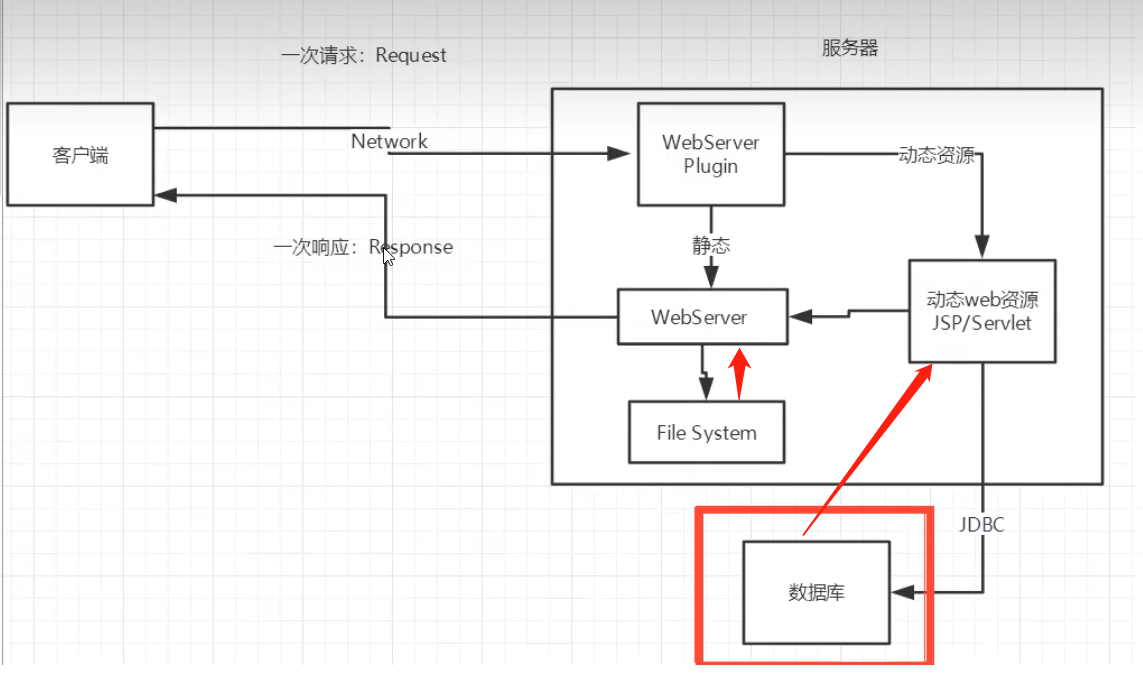 一次请求：Request
服务器
客户端
Network
WebServer
Plugin
动态资源
一次响应：Response
静态
动态web资源
JSP/Servlet
WebServer
File System
JDBC
数据库